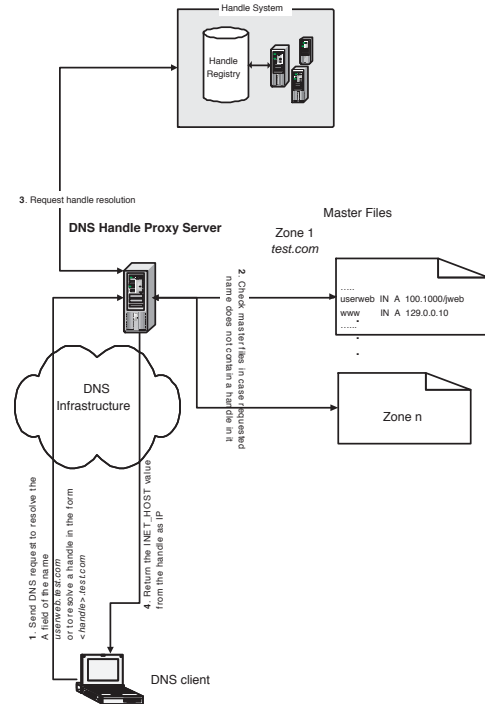 Handle System
Handle
Registry
3. Request handle resolution
DNS Handle Proxy Server
Master Files
Zone 1
test.com
.....
userweb IN A 100.1000/jweb
www IN A 129.0.0.10
......
.
.
.
Zone n
2. Check master files in case requested
name does not contain a handle in it
DNS
Infrastructure
1. Send DNS request to resolve the
A field of the name
userweb.test.com
or to resolve a handle in the form
<handle>.test.com
4. Return the INET_HOST value
from the handle as IP
DNS client